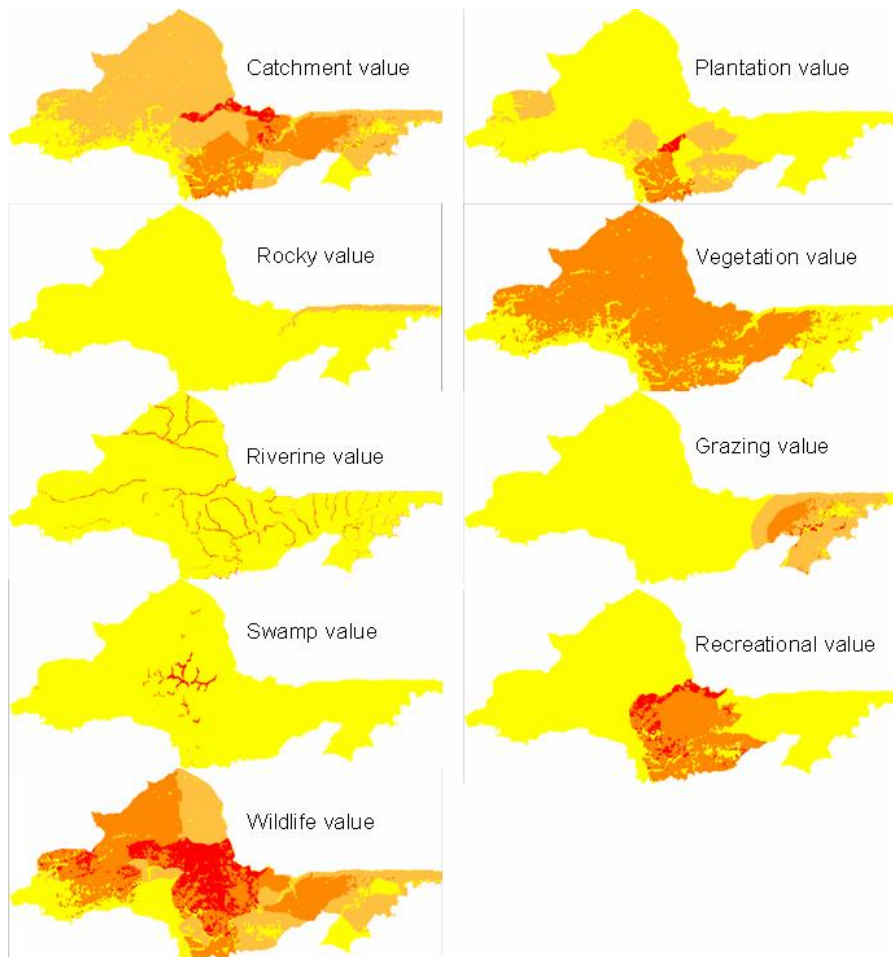 Catchment value
Plantation value
Rocky value
Vegetation value
Riverine value
Grazing value
Swamp value
Recreational value
Wildlife value